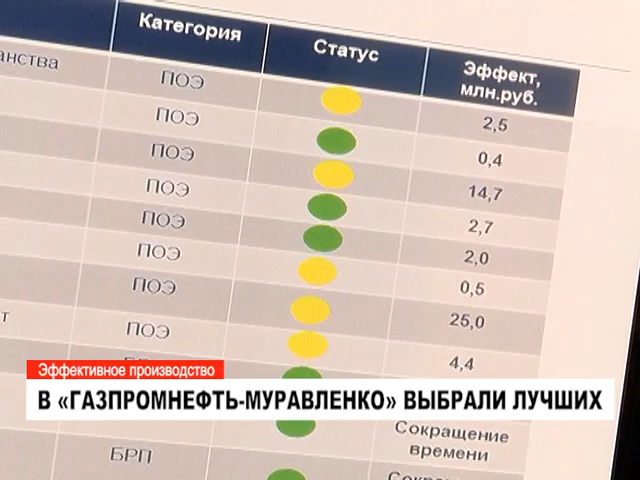 Категория Статус Эффект,
млн.руб.
анства
ПОЭ 2,5
ПОЭ 0,4
ПОЭ 14,7
ПОЭ 2,7
ПОЭ 2,0
ПОЭ 0,5
ПОЭ 25,0
т ПОЭ 4,4
Эффективное производство
В «ГАЗПРОМНЕФТЬ-МУРАВЛЕНКО» ВЫБРАЛИ ЛУЧШИХ
Сокращение
времени
БРП